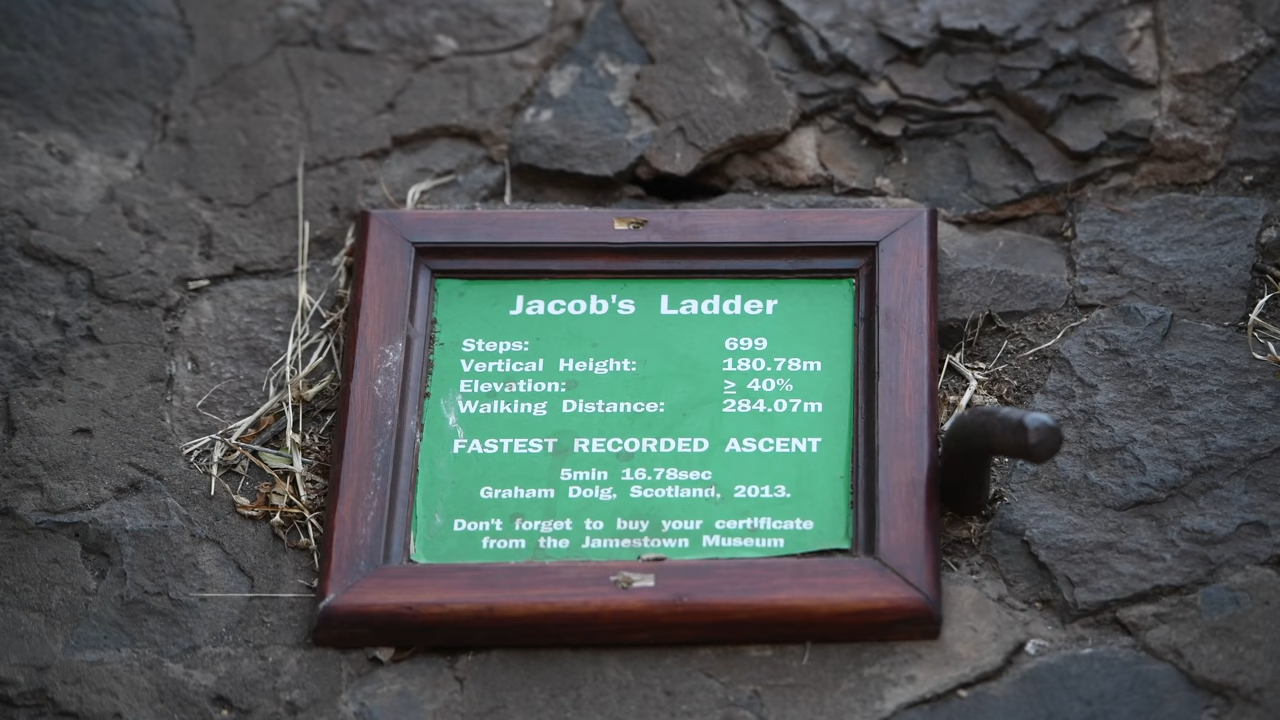 Jacob's Ladder
Steps: 699
Vertical Height: 180.78m
Elevation: ≥ 40%
Walking Distance: 284.07m
FASTEST RECORDED ASCENT
5min 16.78sec
Graham Doig, Scotland, 2013.
Don't forget to buy your certificate
from the Jamestown Museum